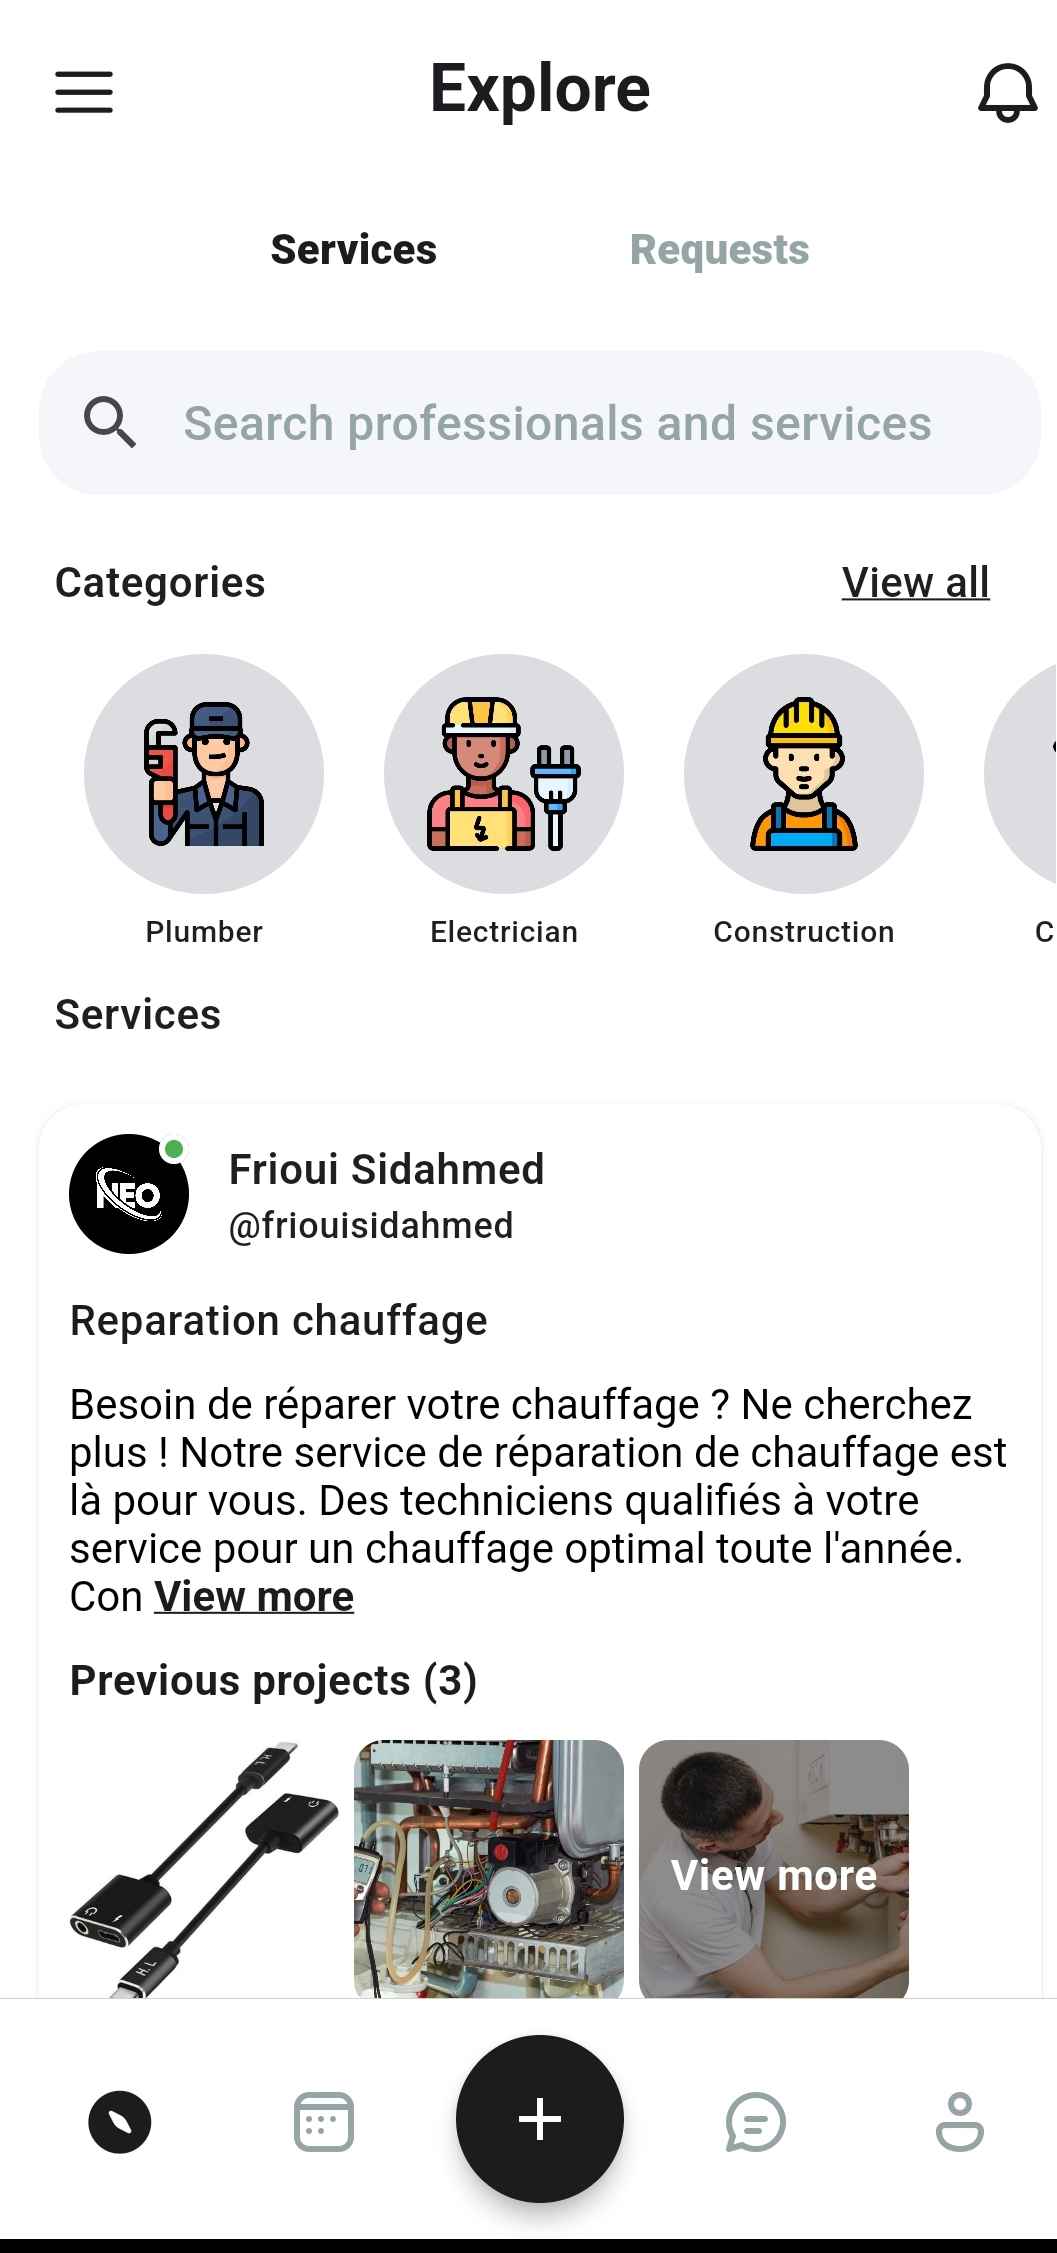 Explore
Services
Requests
Search professionals and services
Categories
View all
Plumber
Electrician
Construction
C
Services
NEO
Frioui Sidahmed
@friouisidahmed
Reparation chauffage
Besoin de réparer votre chauffage ? Ne cherchez
plus ! Notre service de réparation de chauffage est
là pour vous. Des techniciens qualifiés à votre
service pour un chauffage optimal toute l'année.
Con View more
Previous projects (3)
H.L
H.L
View more